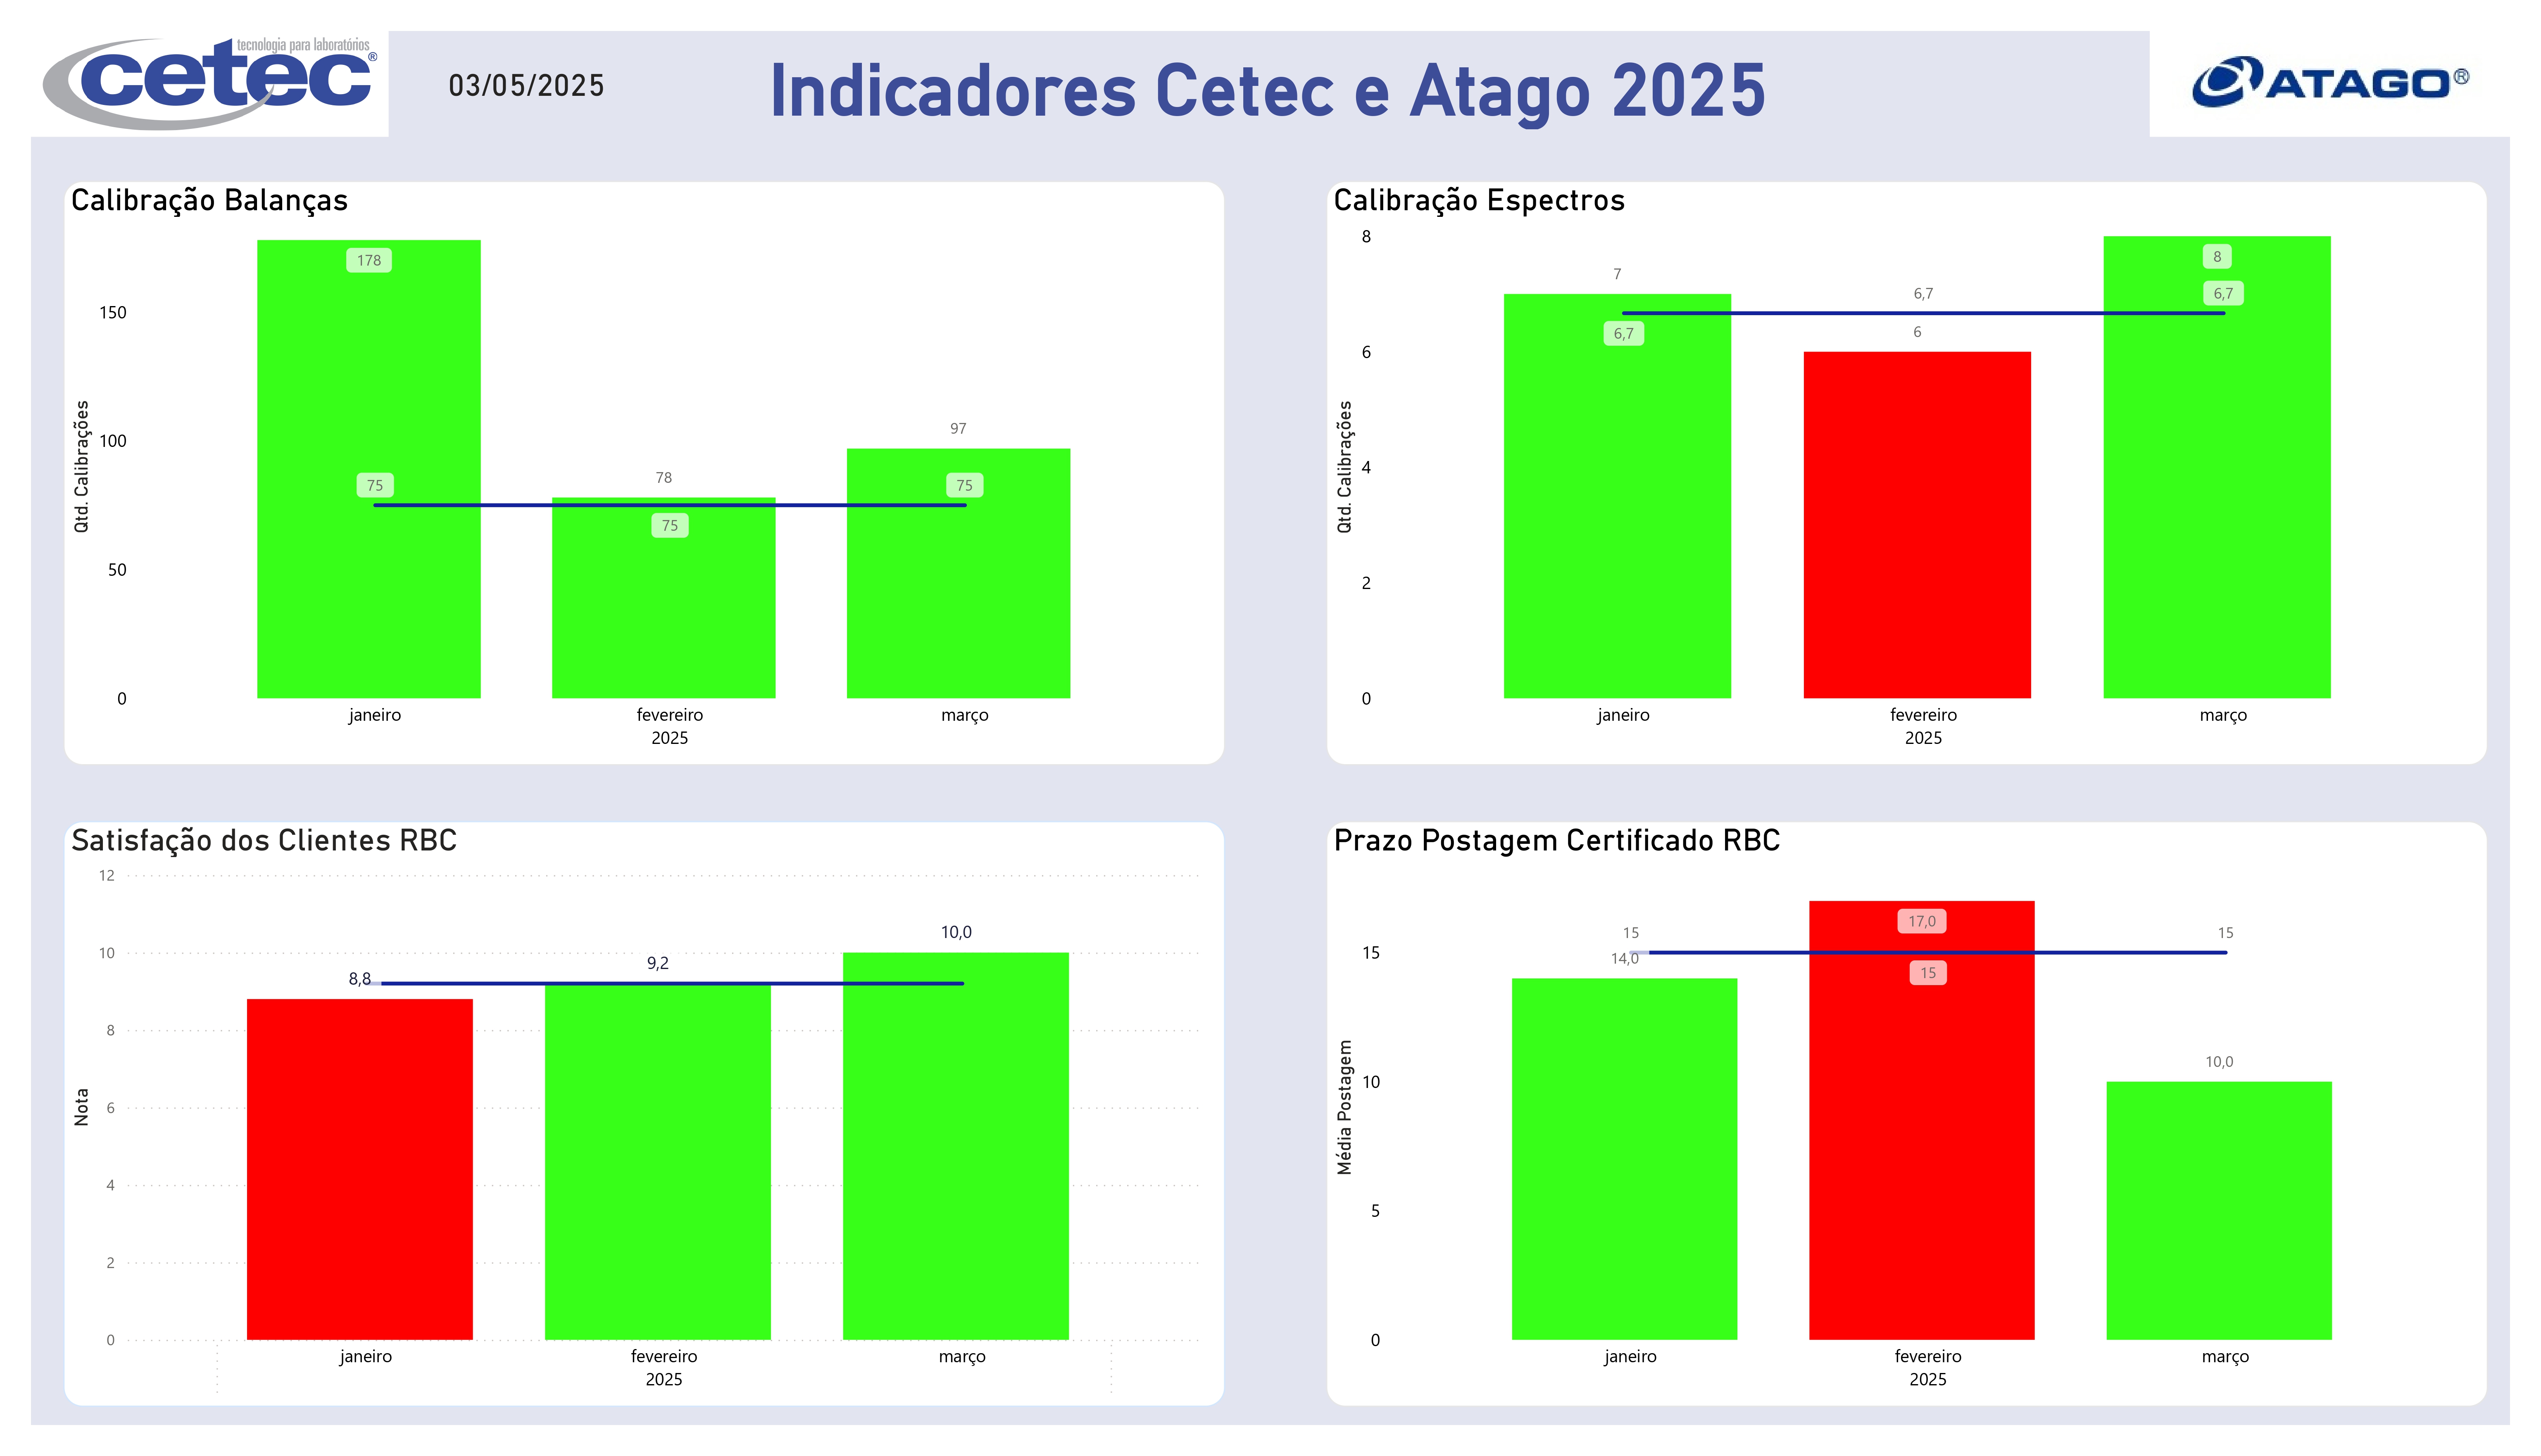 tecnologia para laboratórios
cetec®
03/05/2025
Indicadores Cetec e Atago 2025
ATAGO®
Calibração Balanças
Qtd. Calibrações
150
100
50
0
178
78
97
75
75
75
janeiro
fevereiro
março
2025
Calibração Espectros
Qtd. Calibrações
8
6
4
2
0
7
6,7
8
6,7
6,7
6
janeiro
fevereiro
março
2025
Satisfação dos Clientes RBC
Nota
12
10
8
6
4
2
0
8,8
9,2
10,0
janeiro
fevereiro
março
2025
Prazo Postagem Certificado RBC
Média Postagem
15
10
5
0
15
14,0
17,0
15
15
10,0
janeiro
fevereiro
março
2025